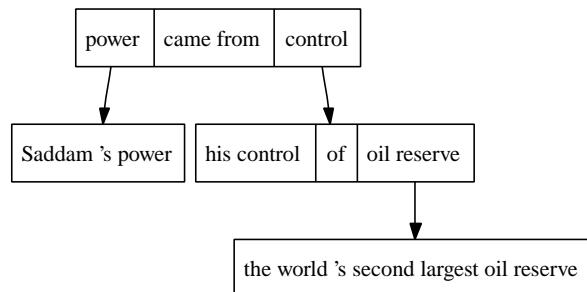 power came from control
Saddam 's power
his control of oil reserve
the world 's second largest oil reserve